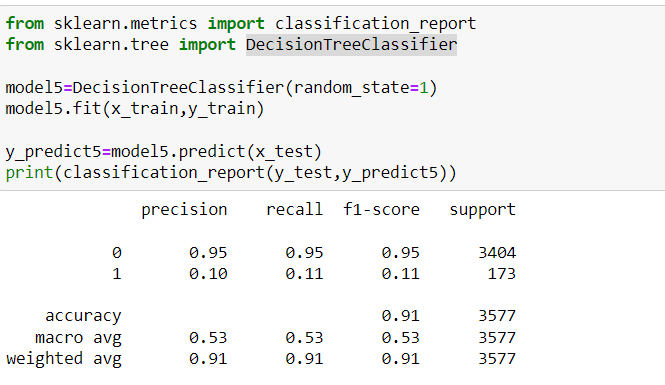 from sklearn.metrics import classification_report
from sklearn.tree import DecisionTreeClassifier
model5=DecisionTreeClassifier(random_state=1)
model5.fit(x_train,y_train)
y_predict5=model5.predict(x_test)
print(classification_report(y_test,y_predict5))
precision recall f1-score support
0 0.95 0.95 0.95 3404
1 0.10 0.11 0.11 173
accuracy 0.91 3577
macro avg 0.53 0.53 0.53 3577
weighted avg 0.91 0.91 0.91 3577